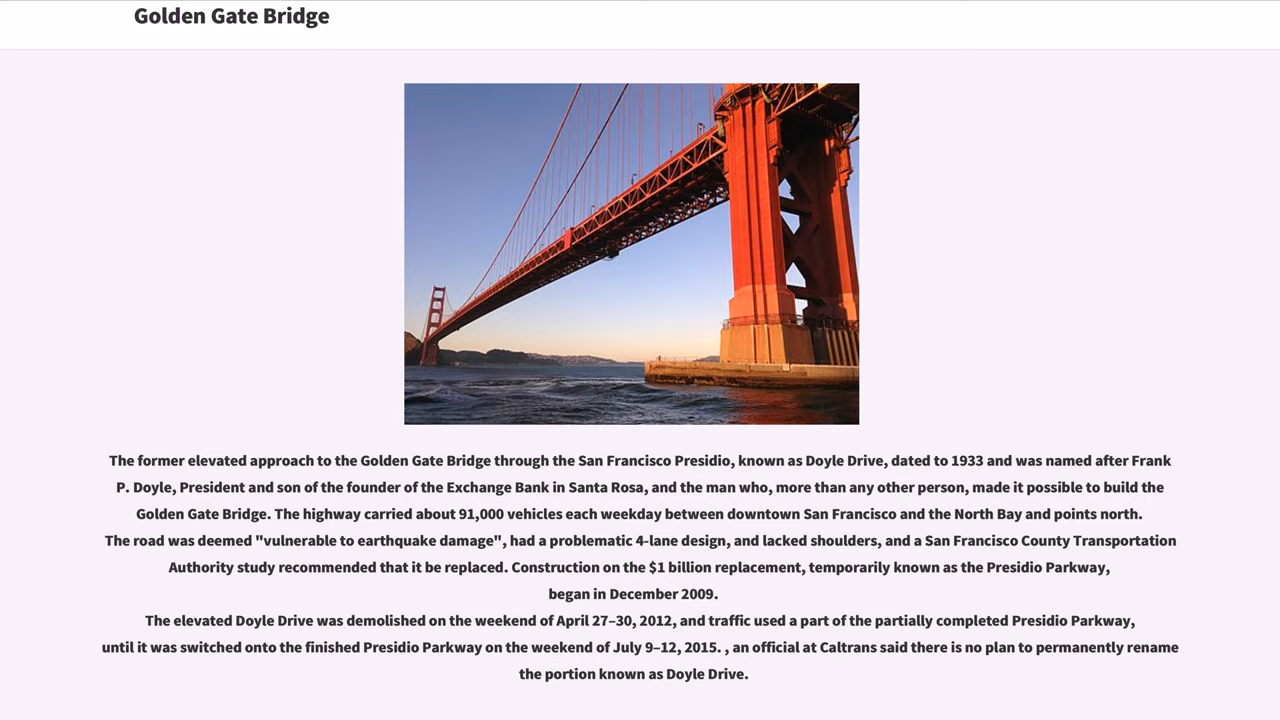 Golden Gate Bridge
The former elevated approach to the Golden Gate Bridge through the San Francisco Presidio, known as Doyle Drive, dated to 1933 and was named after Frank
P. Doyle, President and son of the founder of the Exchange Bank in Santa Rosa, and the man who, more than any other person, made it possible to build the
Golden Gate Bridge. The highway carried about 91,000 vehicles each weekday between downtown San Francisco and the North Bay and points north.
The road was deemed "vulnerable to earthquake damage", had a problematic 4-lane design, and lacked shoulders, and a San Francisco County Transportation
Authority study recommended that it be replaced. Construction on the $1 billion replacement, temporarily known as the Presidio Parkway,
began in December 2009.
The elevated Doyle Drive was demolished on the weekend of April 27–30, 2012, and traffic used a part of the partially completed Presidio Parkway,
until it was switched onto the finished Presidio Parkway on the weekend of July 9–12, 2015. , an official at Caltrans said there is no plan to permanently rename
the portion known as Doyle Drive.